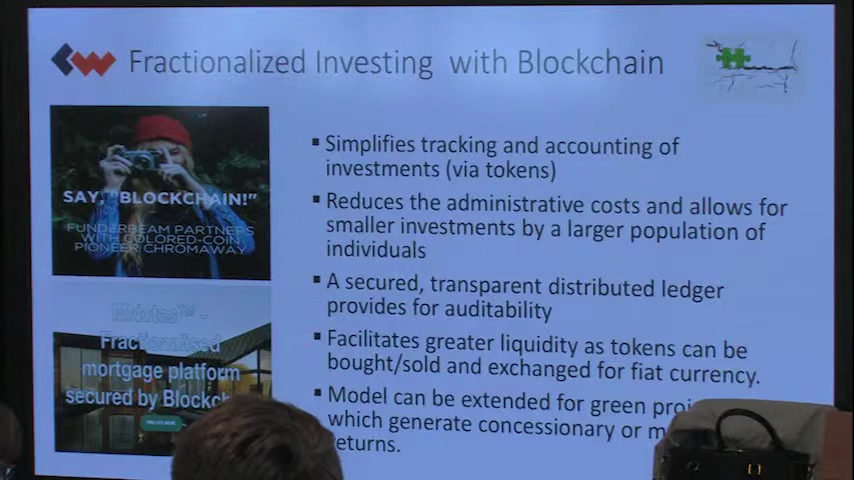 Fractionalized Investing with Blockchain
SAY, "BLOCKCHAIN!"
FUNDERBEAM PARTNERS
WITH COLORED-COIN
PIONEER CHROMAWAY
Fractionalised
mortgage platform
secured by
▪ Simplifies tracking and accounting of
investments (via tokens)
▪ Reduces the administrative costs and allows for
smaller investments by a larger population of
individuals
▪ A secured, transparent distributed ledger
provides for auditability
▪ Facilitates greater liquidity as tokens can be
bought/sold and exchanged for fiat currency.
▪ Model can be extended for green
which generate concessionary or
returns.